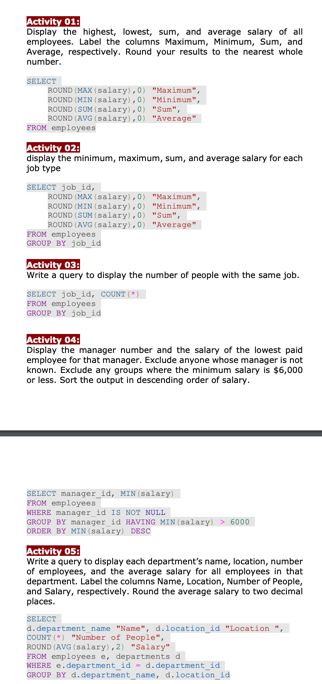 Activity 01:
Display the highest, lowest, sum, and average salary of all
employees. Label the columns Maximum, Minimum, Sum, and
Average, respectively. Round your results to the nearest whole
number.
SELECT
ROUND(MAX(salary),0) "Maximum",
ROUND(MIN(salary),0) "Minimum",
ROUND(SUM(salary),0) "Sum",
ROUND(AVG(salary),0) "Average"
FROM employees
Activity 02:
display the minimum, maximum, sum, and average salary for each
job type
SELECT job_id,
ROUND(MAX(salary),0) "Maximum",
ROUND(MIN(salary),0) "Minimum",
ROUND(SUM(salary),0) "Sum",
ROUND(AVG(salary),0) "Average"
FROM employees
GROUP BY job_id
Activity 03:
Write a query to display the number of people with the same job.
SELECT job_id, COUNT(*)
FROM employees
GROUP BY job_id
Activity 04:
Display the manager number and the salary of the lowest paid
employee for that manager. Exclude anyone whose manager is not
known. Exclude any groups where the minimum salary is $6,000
or less. Sort the output in descending order of salary.
SELECT manager_id, MIN(salary)
FROM employees
WHERE manager_id IS NOT NULL
GROUP BY manager_id HAVING MIN(salary) > 6000
ORDER BY MIN(salary) DESC
Activity 05:
Write a query to display each department's name, location, number
of employees, and the average salary for all employees in that
department. Label the columns Name, Location, Number of People,
and Salary, respectively. Round the average salary to two decimal
places.
SELECT
d.department_name "Name", d.location_id "Location ",
COUNT(*) "Number of People",
ROUND(AVG(salary),2) "Salary"
FROM employees e, departments d
WHERE e.department_id = d.department_id
GROUP BY d.department_name, d.location_id